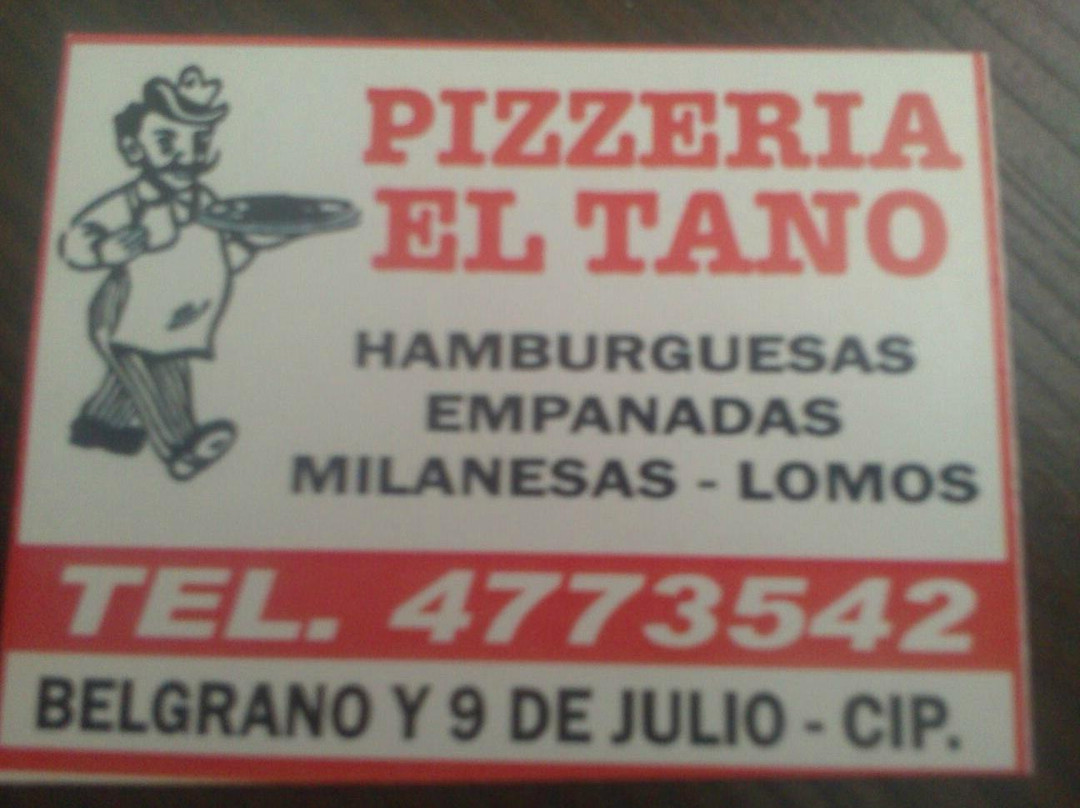 PIZZERIA
EL TANO
HAMBURGUESAS
EMPANADAS
MILANESAS - LOMOS
TEL. 4773542
BELGRANO Y 9 DE JULIO - CIP.